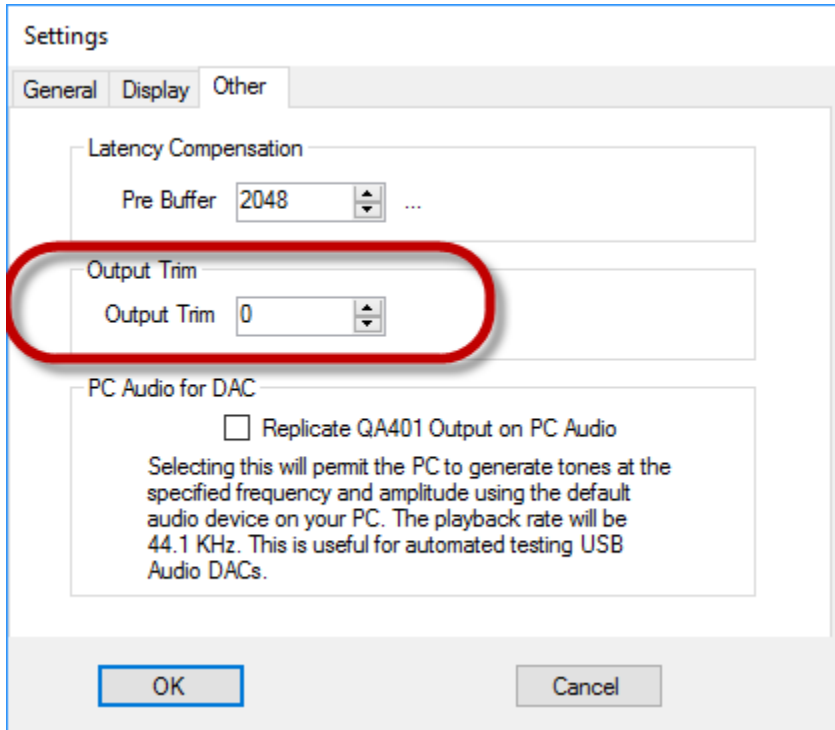 Settings
General Display Other
Latency Compensation
Pre Buffer 2048 ...
Output Trim
Output Trim 0
PC Audio for DAC
Replicate QA401 Output on PC Audio
Selecting this will permit the PC to generate tones at the
specified frequency and amplitude using the default
audio device on your PC. The playback rate will be
44.1 KHz. This is useful for automated testing USB
Audio DACs.
OK Cancel